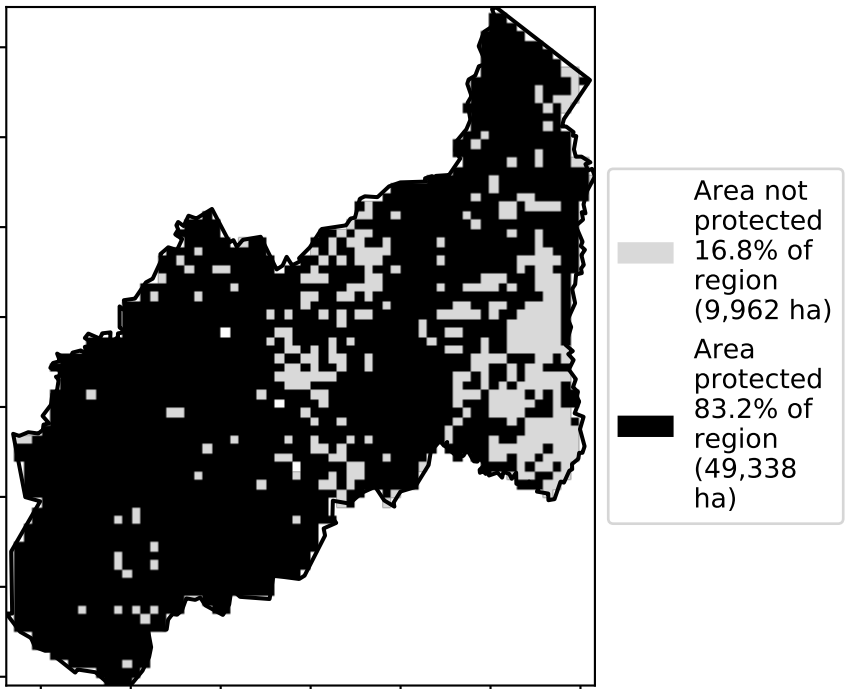 Area not
protected
16.8% of
region
(9,962 ha)
Area
protected
83.2% of
region
(49,338
ha)